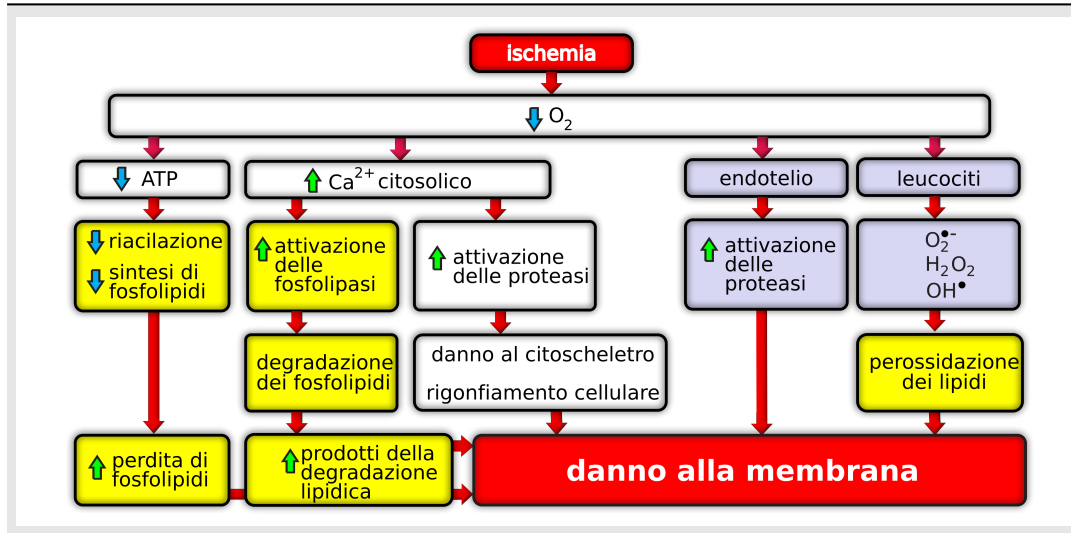 ischemia
O2
ATP
Ca2+ citosolico
endotelio
leucociti
riacilazione
sintesi di
fosfolipidi
attivazione
delle
fosfolipasi
attivazione
delle proteasi
attivazione
delle
proteasi
O2•-
H2O2
OH•
degradazione
dei fosfolipidi
danno al citoscheletro
rigonfiamento cellulare
perossidazione
dei lipidi
perdita di
fosfolipidi
prodotti della
degradazione
lipidica
danno alla membrana